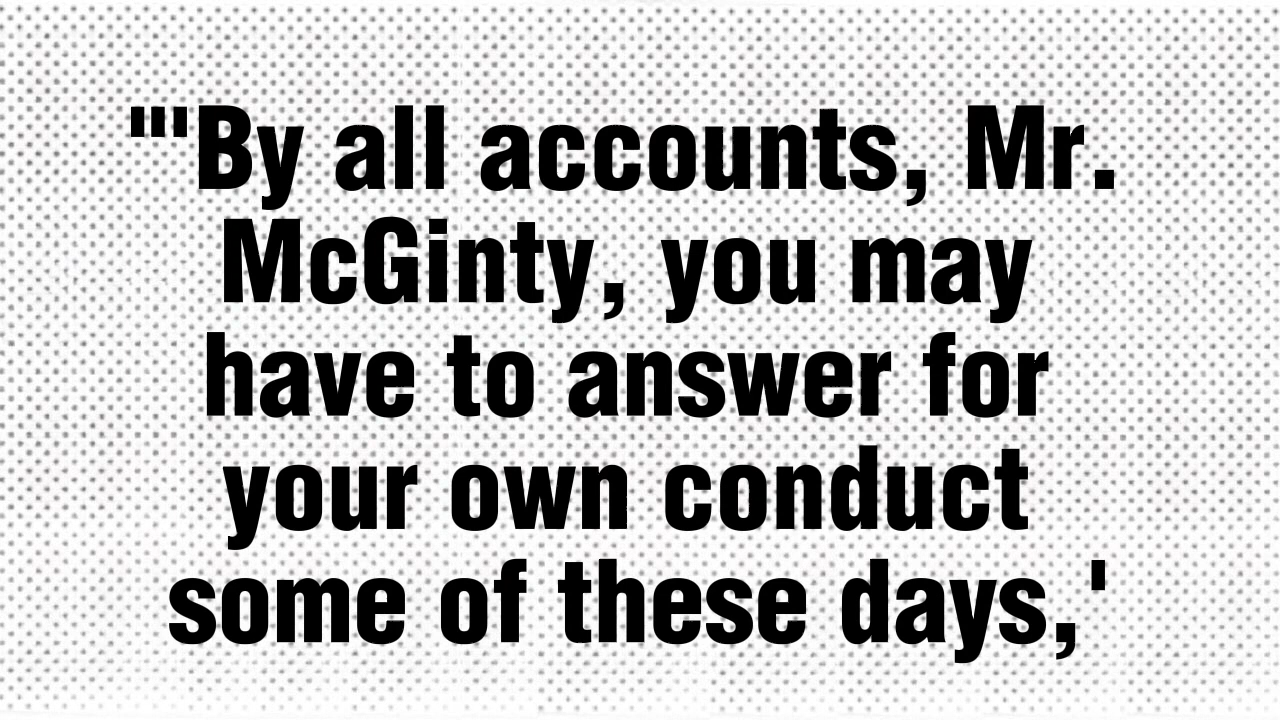 "'By all accounts, Mr.
McGinty, you may
have to answer for
your own conduct
some of these days,'